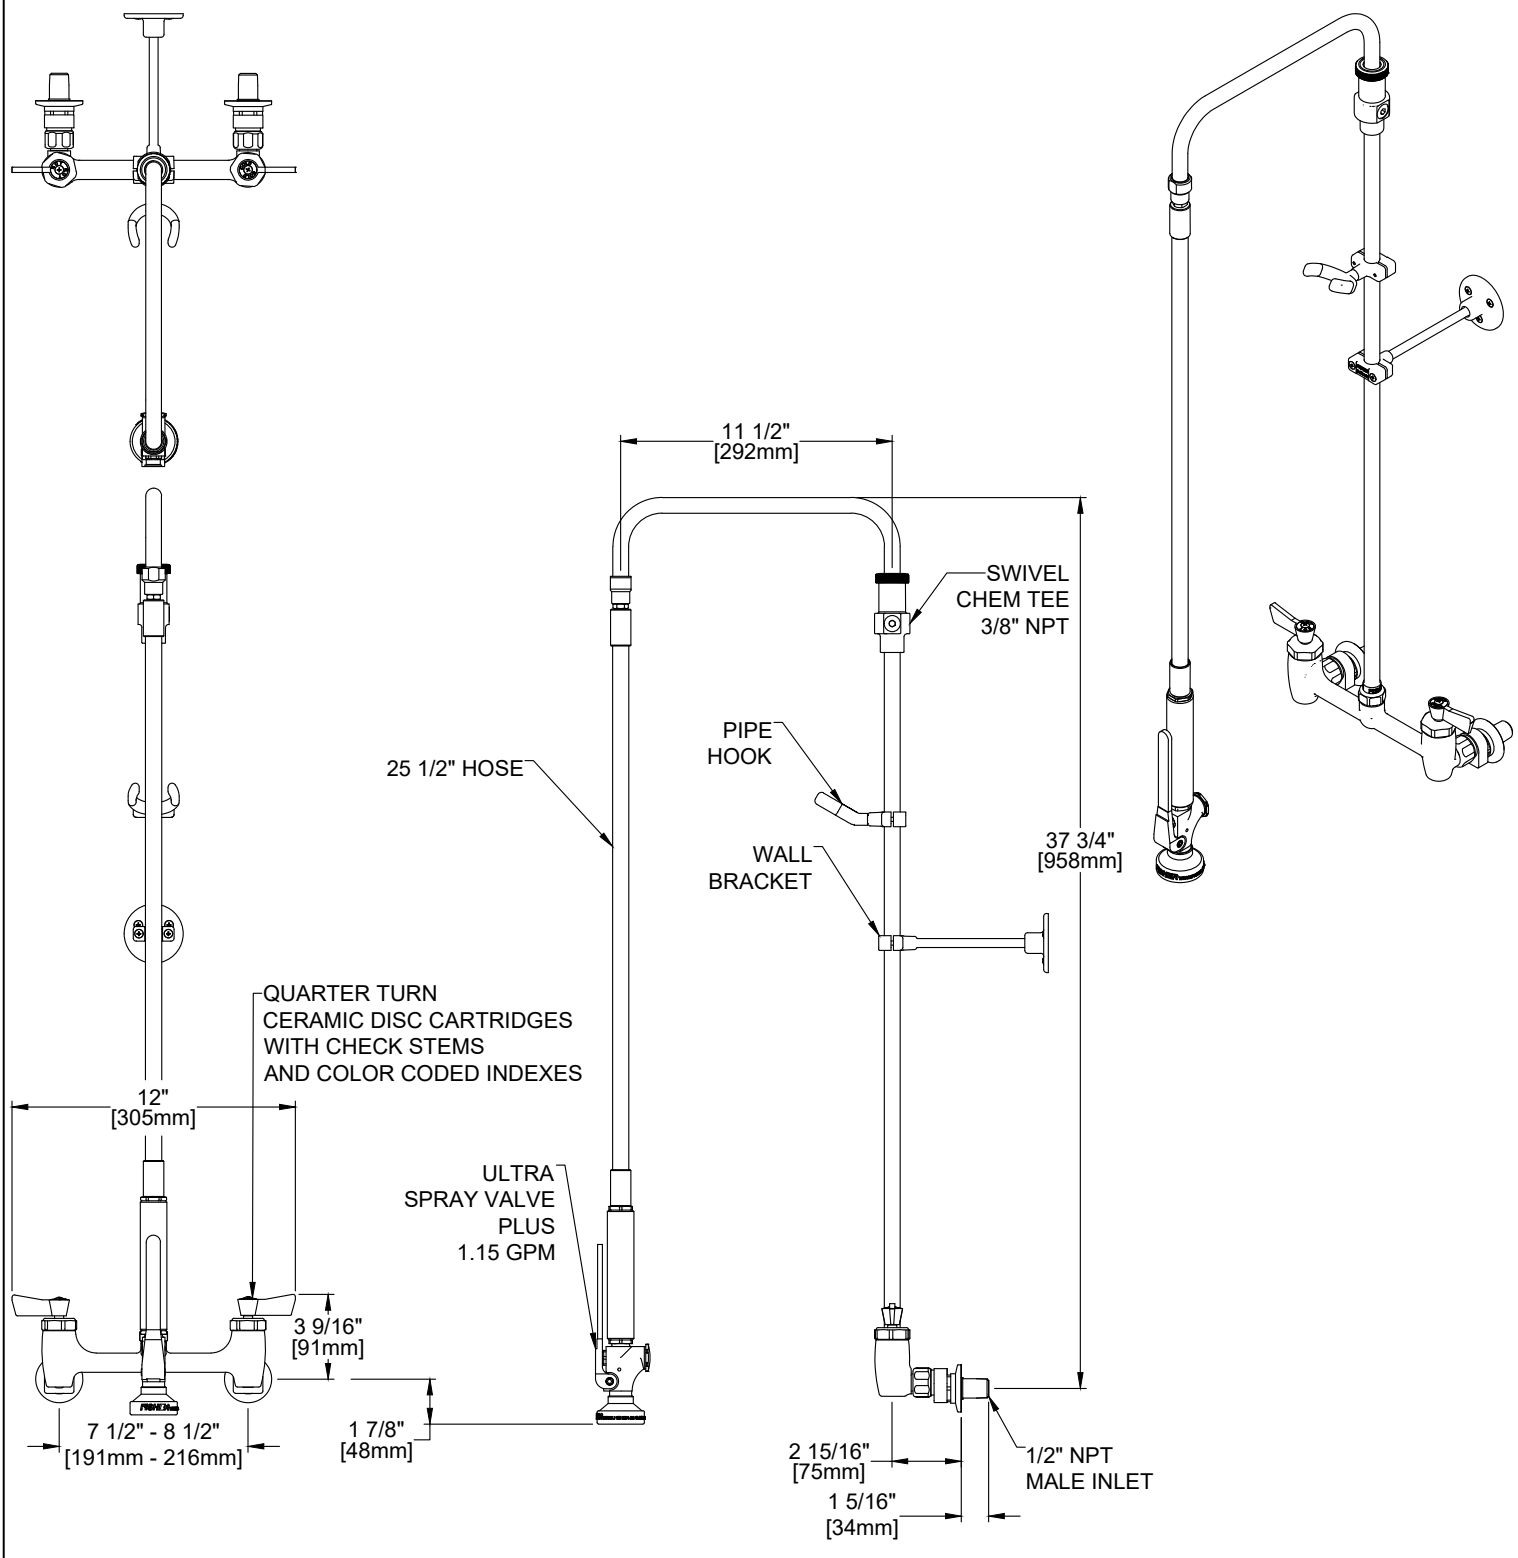 11 1/2"
[292mm]
SWIVEL
CHEM TEE
3/8" NPT
PIPE
HOOK
25 1/2" HOSE
37 3/4"
[958mm]
WALL
BRACKET
QUARTER TURN
CERAMIC DISC CARTRIDGES
WITH CHECK STEMS
AND COLOR CODED INDEXES
12"
[305mm]
ULTRA
SPRAY VALVE
PLUS
1.15 GPM
3 9/16"
[91mm]
FISHER
7 1/2" - 8 1/2"
[191mm - 216mm]
1 7/8"
[48mm]
2 15/16"
[75mm]
1/2" NPT
MALE INLET
1 5/16"
[34mm]